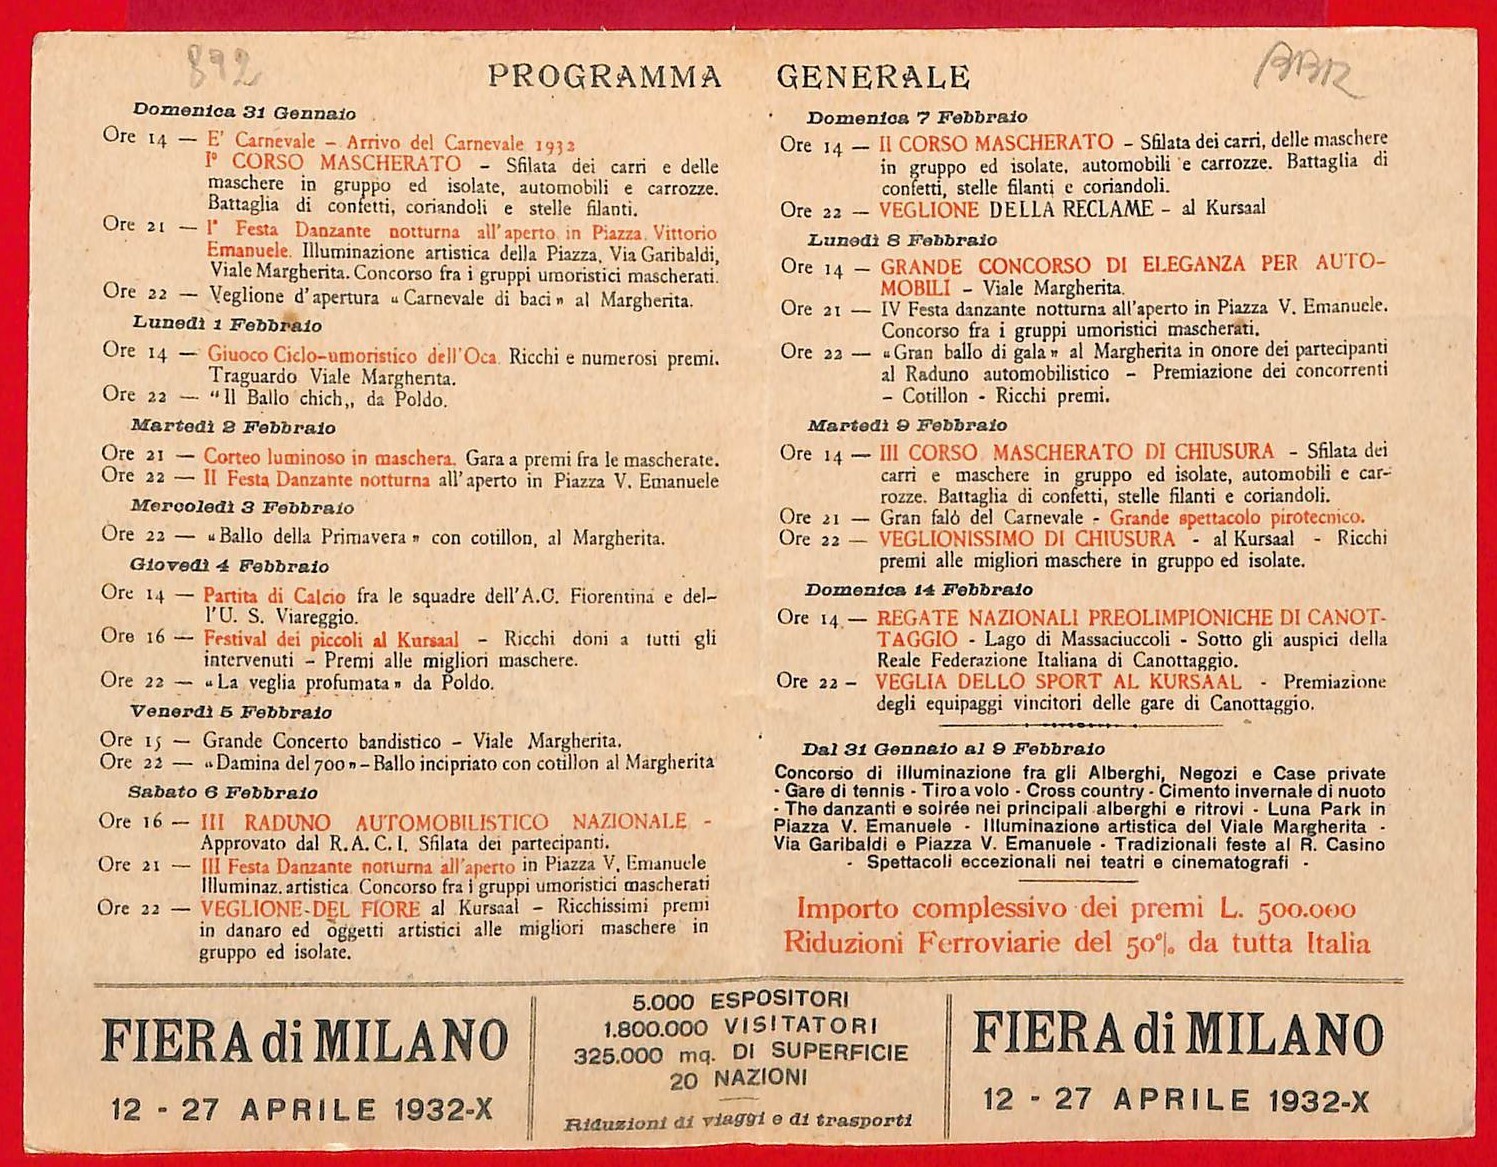 892
BBR
PROGRAMMA GENERALE
Domenica 31 Gennaio
Ore 14 — E' Carnevale – Arrivo del Carnevale 1932
I° CORSO MASCHERATO – Sfilata dei carri e delle
maschere in gruppo ed isolate, automobili e carrozze.
Battaglia di confetti, coriandoli e stelle filanti.
Ore 21 — Iª Festa Danzante notturna all'aperto in Piazza Vittorio
Emanuele. Illuminazione artistica della Piazza, Via Garibaldi,
Viale Margherita. Concorso fra i gruppi umoristici mascherati.
Ore 22 — Veglione d'apertura «Carnevale di baci» al Margherita.
Lunedì 1 Febbraio
Ore 14 — Giuoco Ciclo-umoristico dell'Oca. Ricchi e numerosi premi.
Traguardo Viale Margherita.
Ore 22 — “Il Ballo chich„ da Poldo.
Martedì 2 Febbraio
Ore 21 — Corteo luminoso in maschera. Gara a premi fra le mascherate.
Ore 22 — II Festa Danzante notturna all'aperto in Piazza V. Emanuele
Mercoledì 3 Febbraio
Ore 22 — «Ballo della Primavera» con cotillon, al Margherita.
Giovedì 4 Febbraio
Ore 14 — Partita di Calcio fra le squadre dell'A.C. Fiorentina e del-
l'U. S. Viareggio.
Ore 16 — Festival dei piccoli al Kursaal – Ricchi doni a tutti gli
intervenuti – Premi alle migliori maschere.
Ore 22 — «La veglia profumata» da Poldo.
Venerdì 5 Febbraio
Ore 15 — Grande Concerto bandistico – Viale Margherita.
Ore 22 — «Damina del 700» – Ballo incipriato con cotillon al Margherita
Sabato 6 Febbraio
Ore 16 — III RADUNO AUTOMOBILISTICO NAZIONALE -
Approvato dal R.A.C.I. Sfilata dei partecipanti.
Ore 21 — III Festa Danzante notturna all'aperto in Piazza V. Emanuele
Illuminaz. artistica. Concorso fra i gruppi umoristici mascherati
Ore 22 — VEGLIONE DEL FIORE al Kursaal – Ricchissimi premi
in danaro ed oggetti artistici alle migliori maschere in
gruppo ed isolate.
Domenica 7 Febbraio
Ore 14 — II CORSO MASCHERATO – Sfilata dei carri, delle maschere
in gruppo ed isolate, automobili e carrozze. Battaglia di
confetti, stelle filanti e coriandoli.
Ore 22 — VEGLIONE DELLA RECLAME – al Kursaal
Lunedì 8 Febbraio
Ore 14 — GRANDE CONCORSO DI ELEGANZA PER AUTO-
MOBILI – Viale Margherita.
Ore 21 — IV Festa danzante notturna all'aperto in Piazza V. Emanuele.
Concorso fra i gruppi umoristici mascherati.
Ore 22 — «Gran ballo di gala» al Margherita in onore dei partecipanti
al Raduno automobilistico – Premiazione dei concorrenti
– Cotillon - Ricchi premi.
Martedì 9 Febbraio
Ore 14 — III CORSO MASCHERATO DI CHIUSURA – Sfilata dei
carri e maschere in gruppo ed isolate, automobili e car-
rozze. Battaglia di confetti, stelle filanti e coriandoli.
Ore 21 — Gran falò del Carnevale - Grande spettacolo pirotecnico.
Ore 22 — VEGLIONISSIMO DI CHIUSURA - al Kursaal - Ricchi
premi alle migliori maschere in gruppo ed isolate.
Domenica 14 Febbraio
Ore 14 — REGATE NAZIONALI PREOLIMPIONICHE DI CANOT-
TAGGIO - Lago di Massaciuccoli - Sotto gli auspici della
Reale Federazione Italiana di Canottaggio.
Ore 22 – VEGLIA DELLO SPORT AL KURSAAL - Premiazione
degli equipaggi vincitori delle gare di Canottaggio.
Dal 31 Gennaio al 9 Febbraio
Concorso di illuminazione fra gli Alberghi, Negozi e Case private
- Gare di tennis - Tiro a volo - Cross country - Cimento invernale di nuoto
- The danzanti e soirée nei principali alberghi e ritrovi - Luna Park in
Piazza V. Emanuele - Illuminazione artistica del Viale Margherita -
Via Garibaldi e Piazza V. Emanuele - Tradizionali feste al R. Casino
- Spettacoli eccezionali nei teatri e cinematografi -
Importo complessivo dei premi L. 500.000
Riduzioni Ferroviarie del 50% da tutta Italia
FIERA di MILANO
12 - 27 APRILE 1932-X
5.000 ESPOSITORI
1.800.000 VISITATORI
325.000 mq. DI SUPERFICIE
20 NAZIONI
Riduzioni di viaggi e di trasporti
FIERA di MILANO
12 - 27 APRILE 1932-X